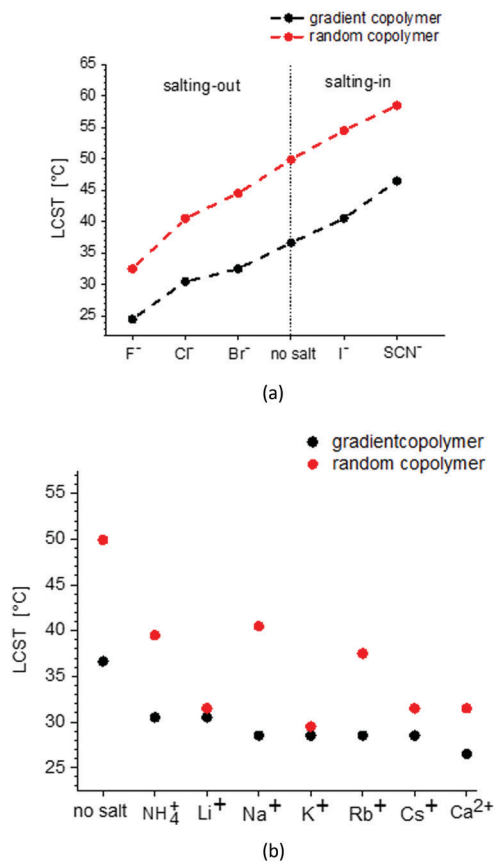 gradient copolymer
random copolymer
salting-out
salting-in
LCST [°C]
65
60
55
50
45
40
35
30
25
F⁻
Cl⁻
Br⁻
no salt
I⁻
SCN⁻
(a)
gradientcopolymer
random copolymer
LCST [°C]
55
50
45
40
35
30
25
no salt
NH₄⁺
Li⁺
Na⁺
K⁺
Rb⁺
Cs⁺
Ca²⁺
(b)